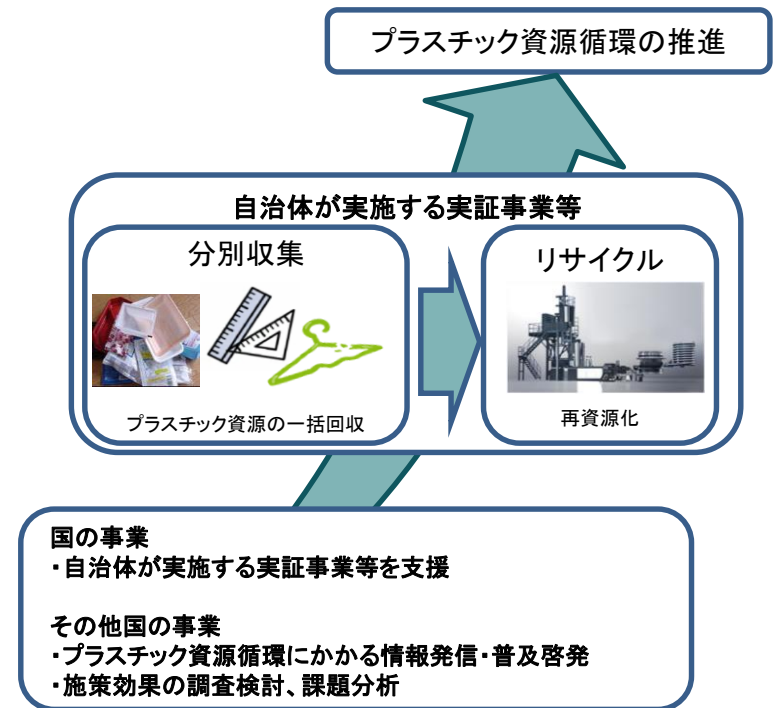 プラスチック資源循環の推進
自治体が実施する実証事業等
分別収集
プラスチック資源の一括回収
リサイクル
再資源化
国の事業
・自治体が実施する実証事業等を支援
その他国の事業
・プラスチック資源循環にかかる情報発信・普及啓発
・施策効果の調査検討、課題分析